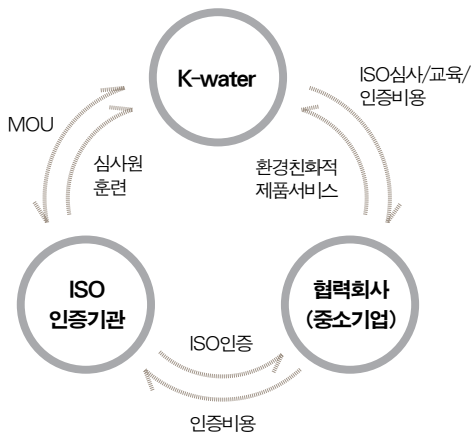 K-water
ISO심사/교육/
인증비용
MOU
심사원
훈련
환경친화적
제품서비스
ISO
인증기관
협력회사
(중소기업)
ISO인증
인증비용